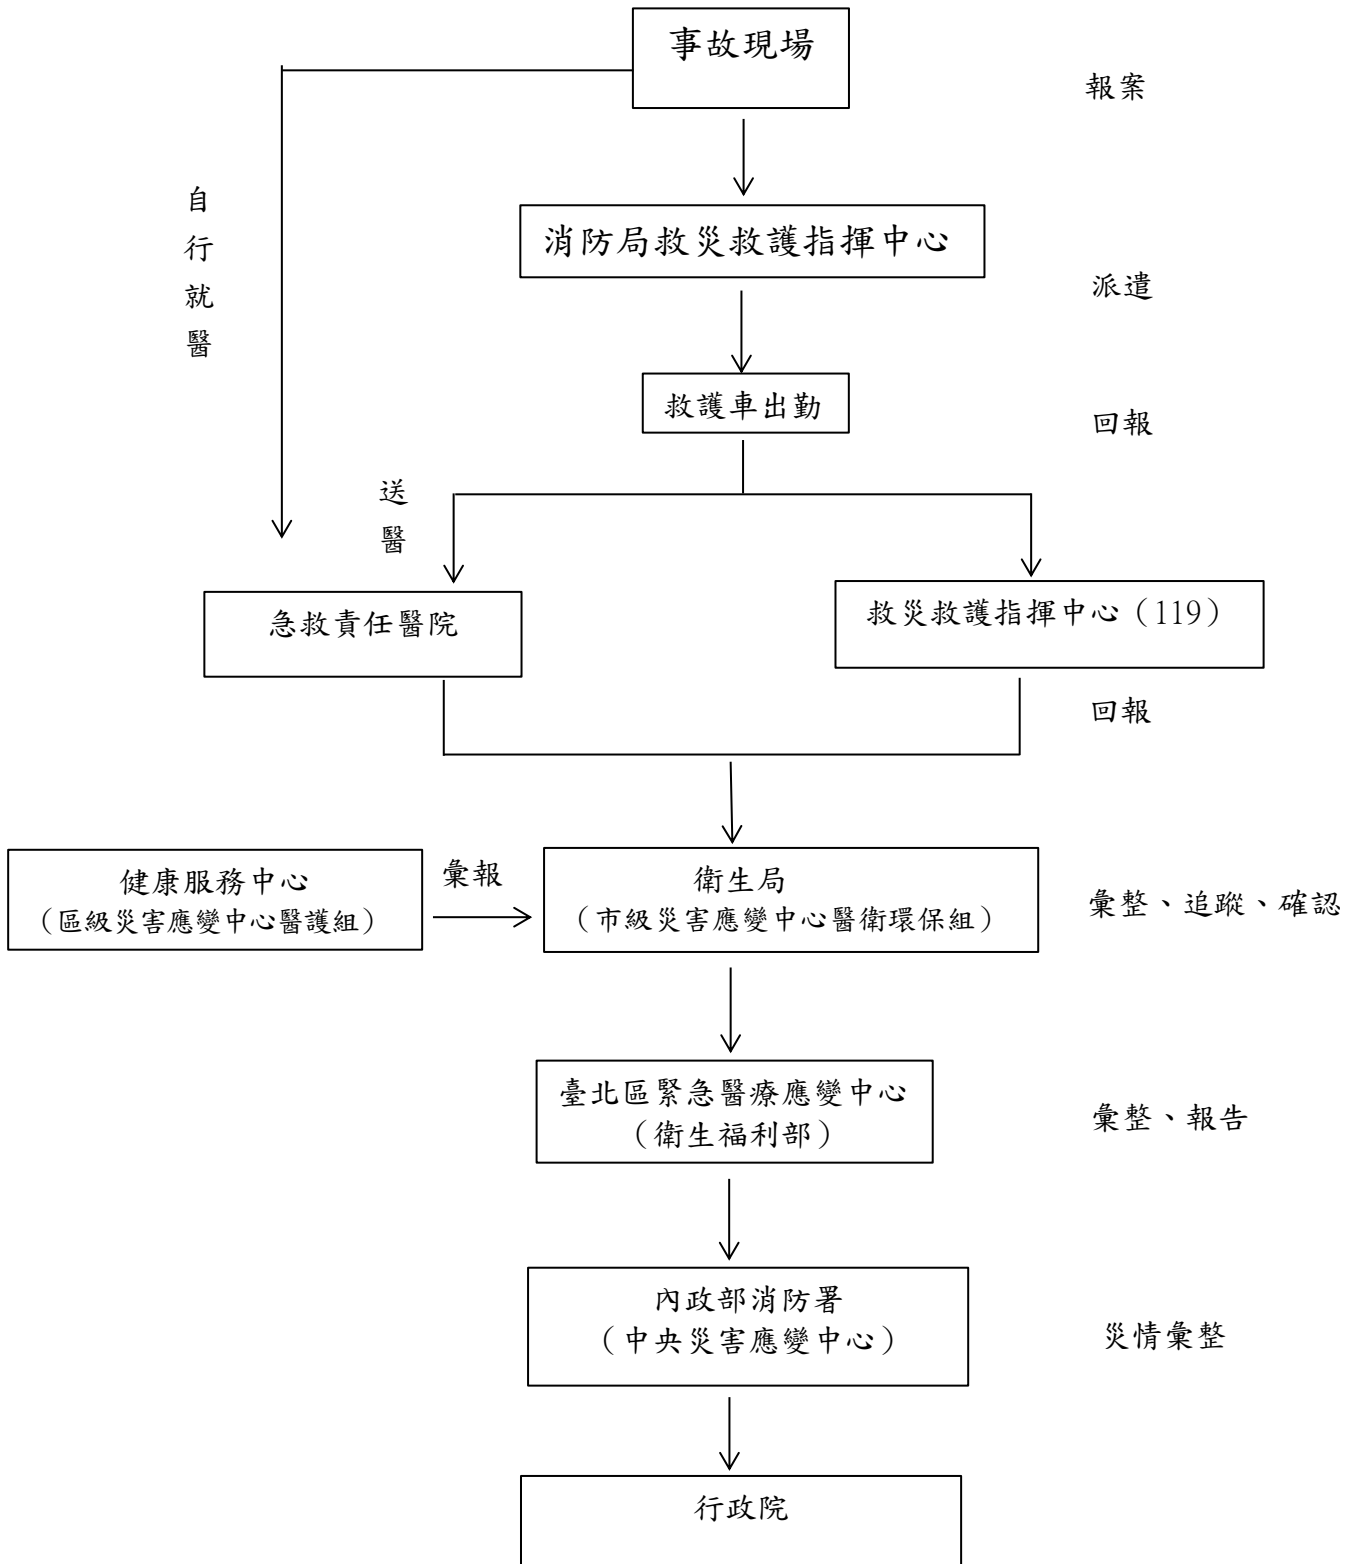 事故現場
報案
自行就醫
消防局救災救護指揮中心
派遣
救護車出勤
回報
送醫
急救責任醫院
救災救護指揮中心（119）
回報
健康服務中心
（區級災害應變中心醫護組）
彙報
衛生局
（市級災害應變中心醫衛環保組）
彙整、追蹤、確認
臺北區緊急醫療應變中心
（衛生福利部）
彙整、報告
內政部消防署
（中央災害應變中心）
災情彙整
行政院